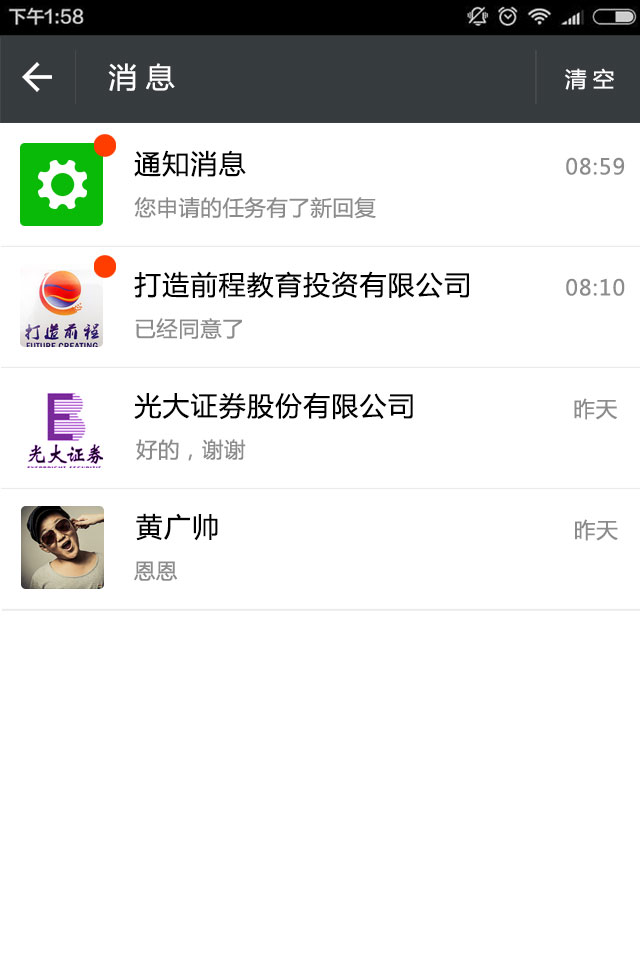 下午1:58
消息
清空
通知消息
08:59
您申请的任务有了新回复
打造前程教育投资有限公司
08:10
已经同意了
打造前程
FUTURE CREATING
光大证券股份有限公司
昨天
好的，谢谢
光大证券
EVERBRIGHT SECURITIES
黄广帅
昨天
恩恩